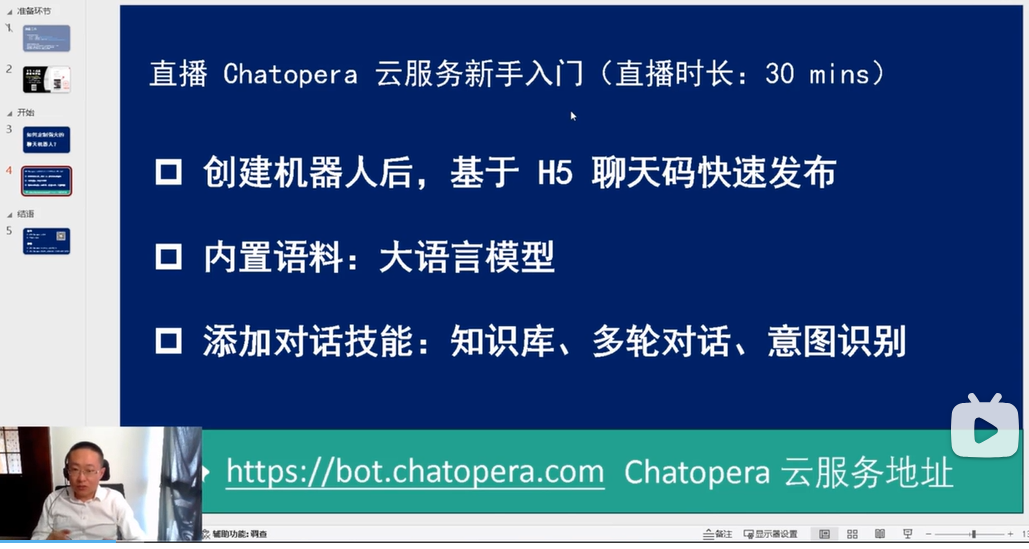 准备环节
1
2
开始
3
如何定制强大的
聊天机器人？
4
结语
5
直播 Chatopera 云服务新手入门（直播时长：30 mins）
创建机器人后，基于 H5 聊天码快速发布
内置语料：大语言模型
添加对话技能：知识库、多轮对话、意图识别
https://bot.chatopera.com Chatopera 云服务地址
辅助功能: 调查
备注
显示器设置